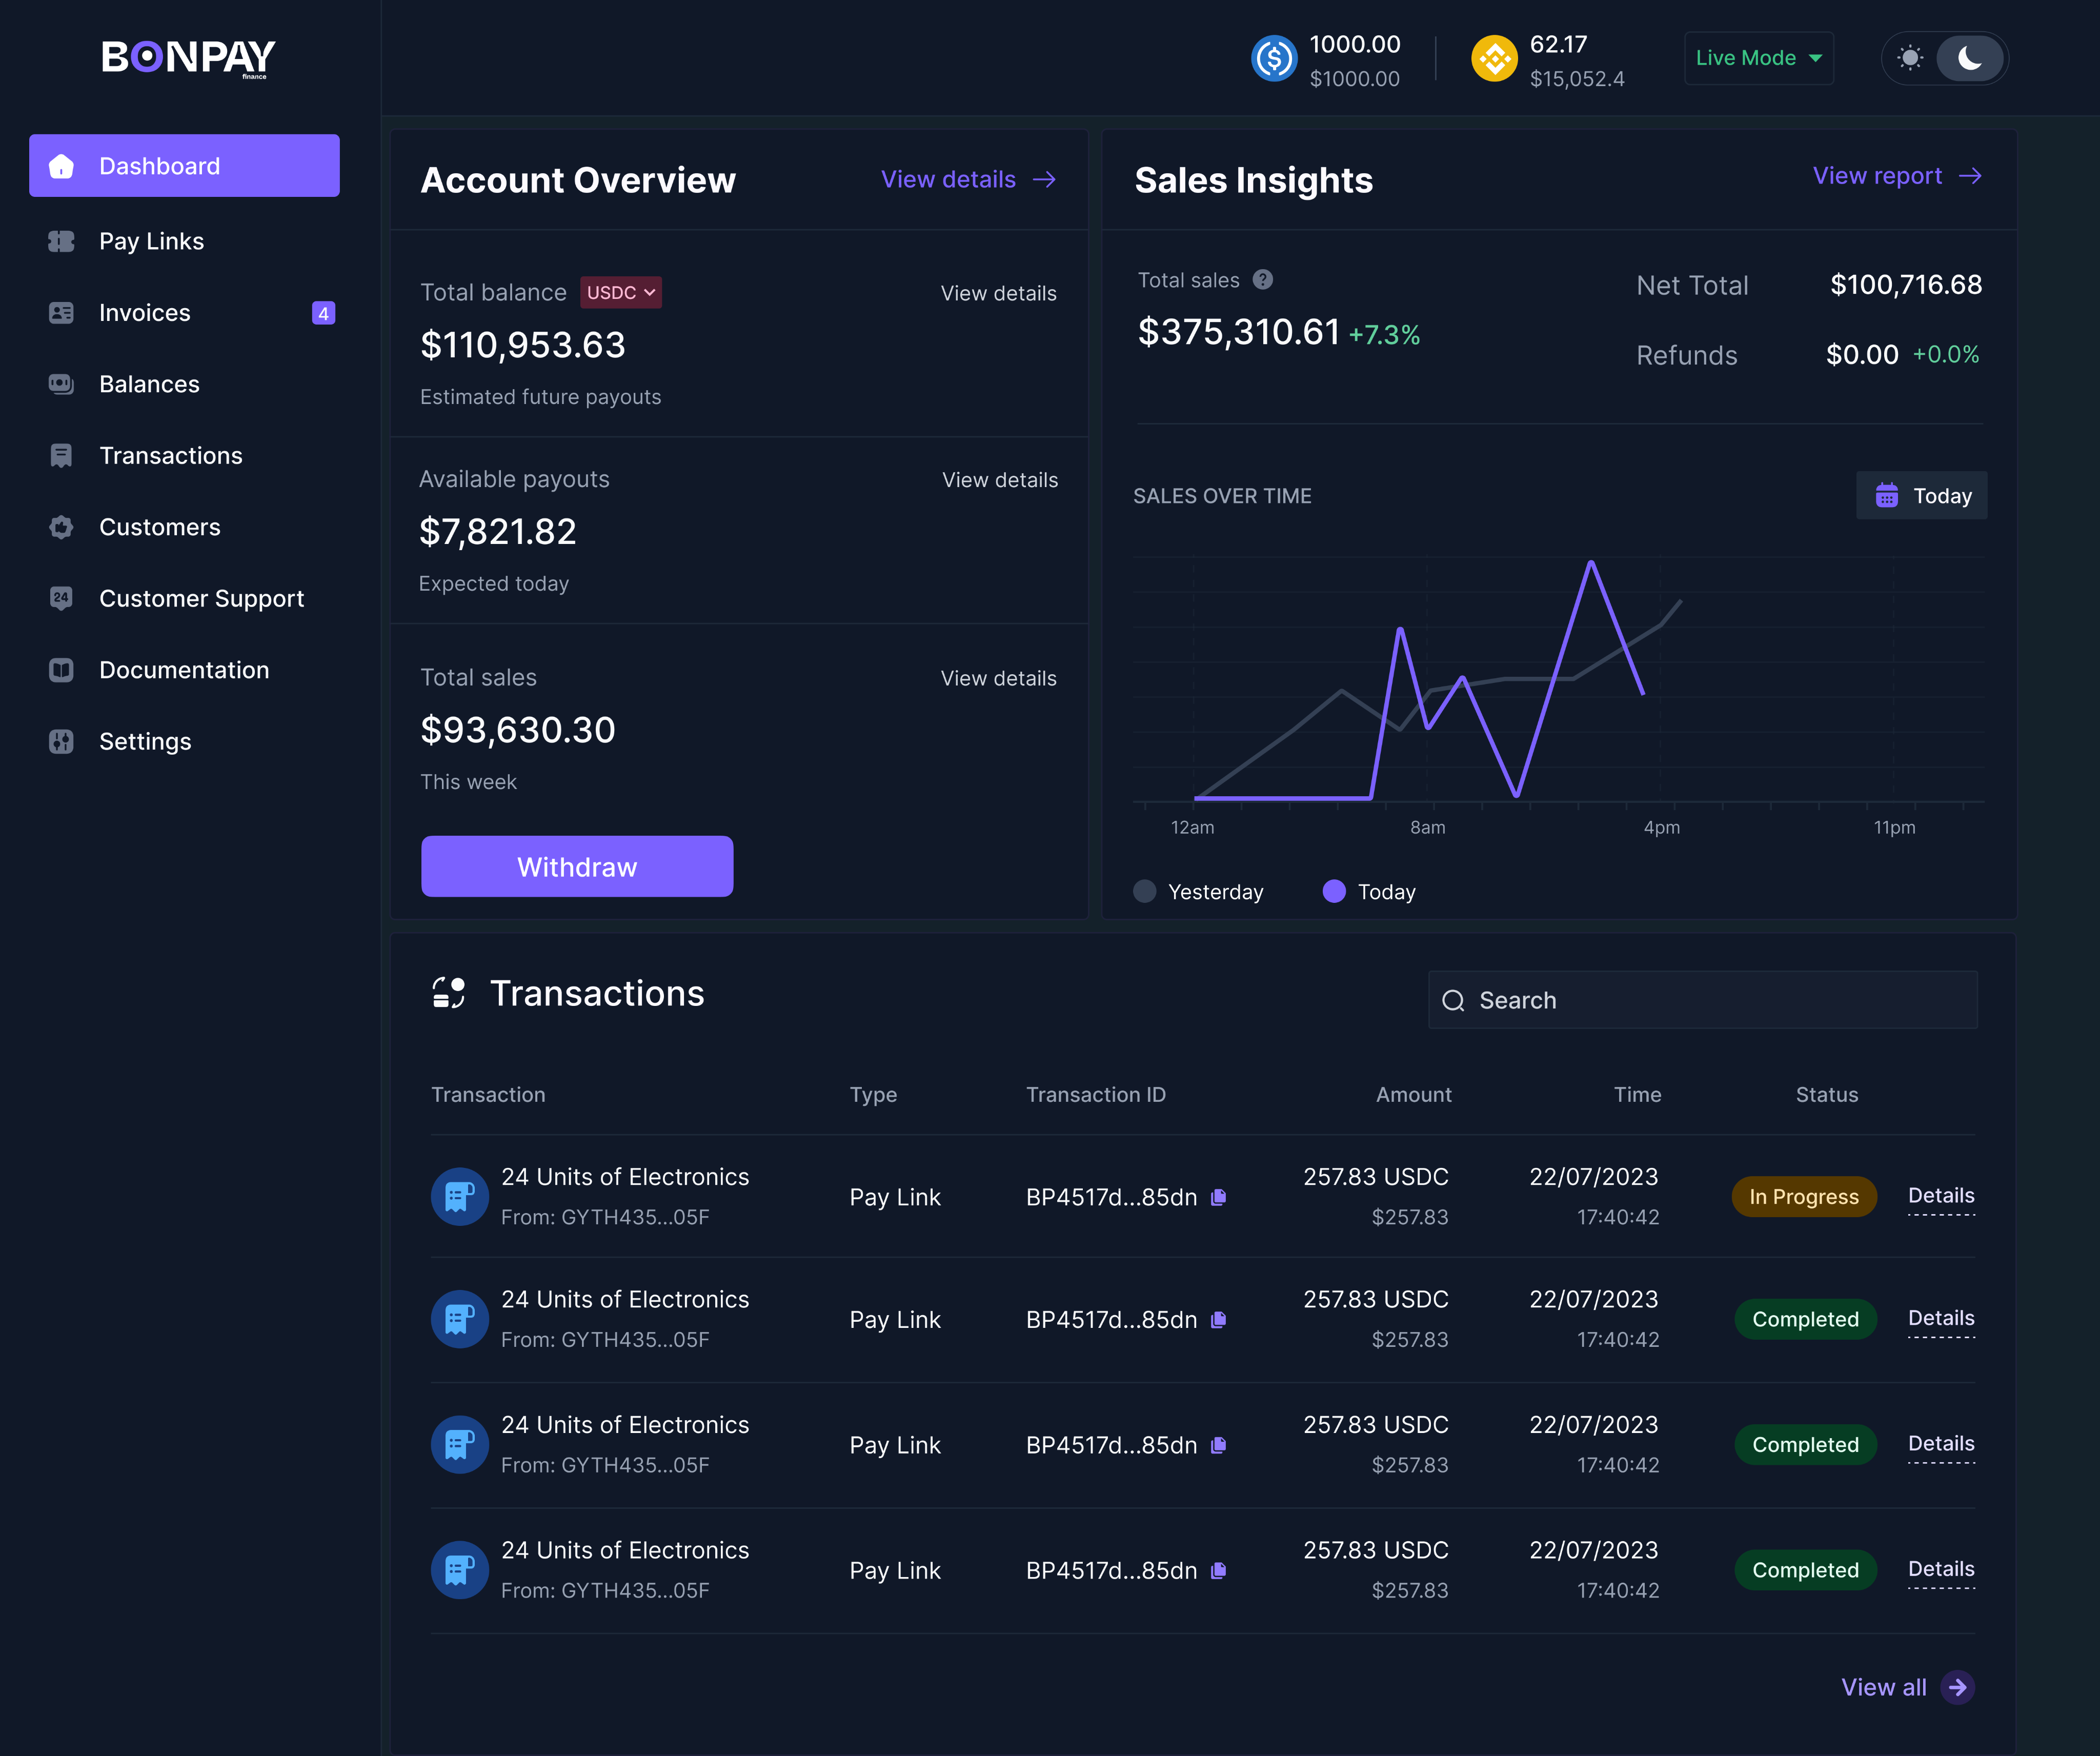 BONPAY
finance
1000.00
$1000.00
62.17
$15,052.4
Live Mode
Dashboard
Pay Links
Invoices 4
Balances
Transactions
Customers
24
Customer Support
Documentation
Settings
Account Overview
View details
Total balance USDC
View details
$110,953.63
Estimated future payouts
Available payouts
View details
$7,821.82
Expected today
Total sales
View details
$93,630.30
This week
Withdraw
Sales Insights
View report
Total sales ?
$375,310.61 +7.3%
Net Total $100,716.68
Refunds $0.00 +0.0%
SALES OVER TIME
Today
12am 8am 4pm 11pm
Yesterday Today
Transactions
Search
Transaction Type Transaction ID Amount Time Status
24 Units of Electronics
From: GYTH435...05F
Pay Link
BP4517d...85dn
257.83 USDC
$257.83
22/07/2023
17:40:42
In Progress
Details
24 Units of Electronics
From: GYTH435...05F
Pay Link
BP4517d...85dn
257.83 USDC
$257.83
22/07/2023
17:40:42
Completed
Details
24 Units of Electronics
From: GYTH435...05F
Pay Link
BP4517d...85dn
257.83 USDC
$257.83
22/07/2023
17:40:42
Completed
Details
24 Units of Electronics
From: GYTH435...05F
Pay Link
BP4517d...85dn
257.83 USDC
$257.83
22/07/2023
17:40:42
Completed
Details
View all